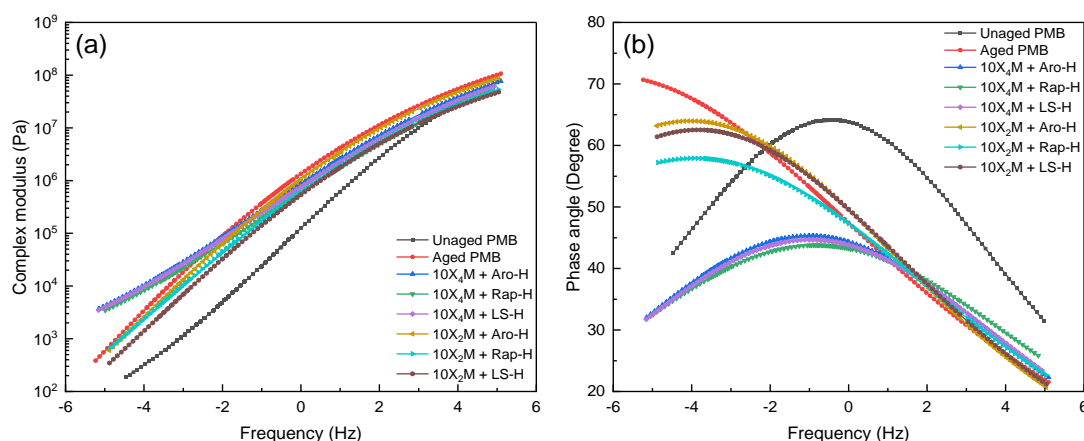 (a)
Complex modulus (Pa)
10⁹
10⁸
10⁷
10⁶
10⁵
10⁴
10³
10²
Unaged PMB
Aged PMB
10X₄M + Aro-H
10X₄M + Rap-H
10X₄M + LS-H
10X₂M + Aro-H
10X₂M + Rap-H
10X₂M + LS-H
-6 -4 -2 0 2 4 6
Frequency (Hz)
(b)
Phase angle (Degree)
80
70
60
50
40
30
20
Unaged PMB
Aged PMB
10X₄M + Aro-H
10X₄M + Rap-H
10X₄M + LS-H
10X₂M + Aro-H
10X₂M + Rap-H
10X₂M + LS-H
-6 -4 -2 0 2 4 6
Frequency (Hz)